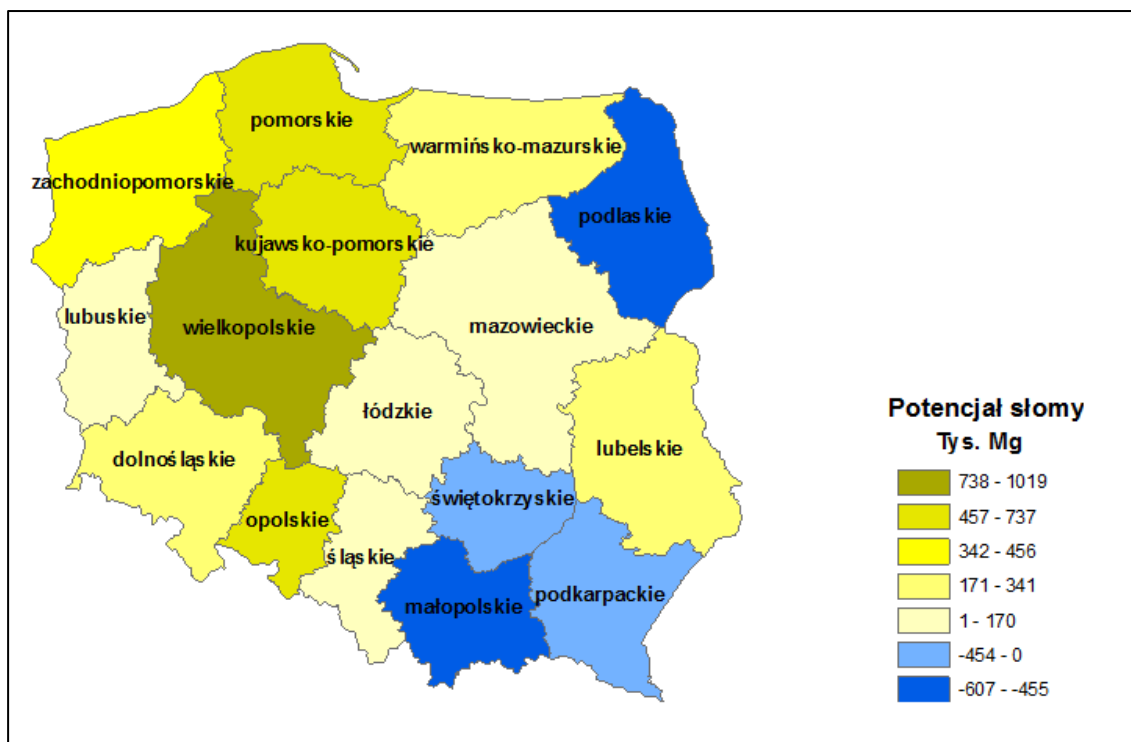 pomorskie
warmińsko-mazurskie
zachodniopomorskie
podlaskie
kujawsko-pomorskie
lubuskie
wielkopolskie
mazowieckie
łódzkie
lubelskie
dolnośląskie
świętokrzyskie
opolskie
śląskie
podkarpackie
małopolskie
Potencjał słomy
Tys. Mg
738 - 1019
457 - 737
342 - 456
171 - 341
1 - 170
-454 - 0
-607 - -455